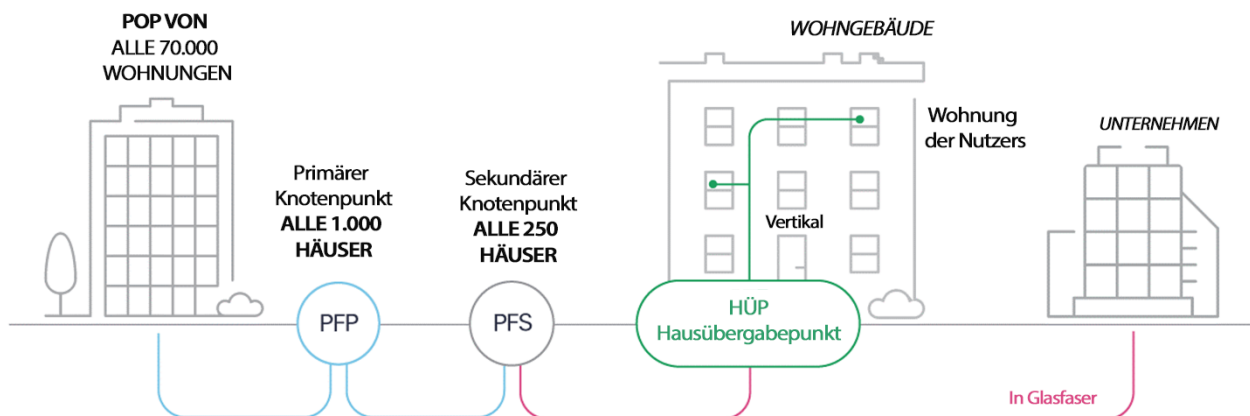 POP VON
ALLE 70.000
WOHNUNGEN
Primärer
Knotenpunkt
ALLE 1.000
HÄUSER
PFP
Sekundärer
Knotenpunkt
ALLE 250
HÄUSER
PFS
WOHNGEBÄUDE
Wohnung
der Nutzers
Vertikal
HÜP
Hausübergabepunkt
UNTERNEHMEN
In Glasfaser